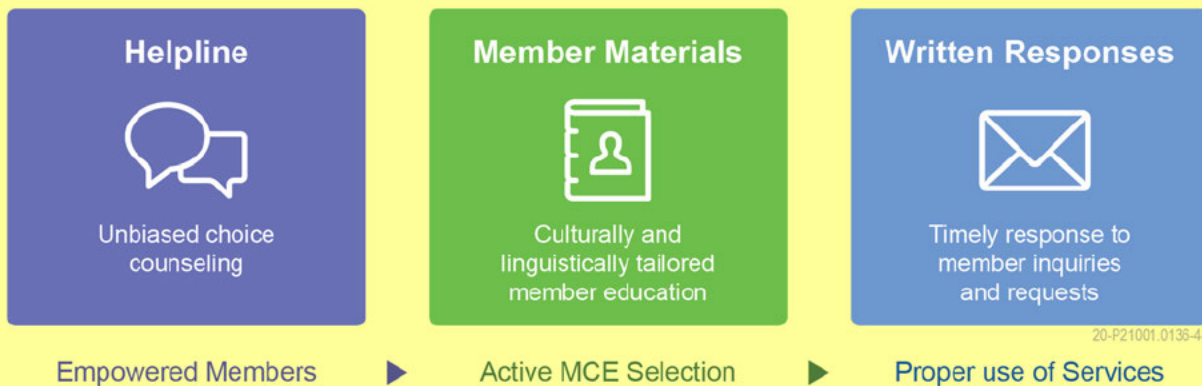 Helpline
Unbiased choice
counseling
Member Materials
Culturally and
linguistically tailored
member education
Written Responses
Timely response to
member inquiries
and requests
20-P21001.0136-4
Empowered Members
Active MCE Selection
Proper use of Services